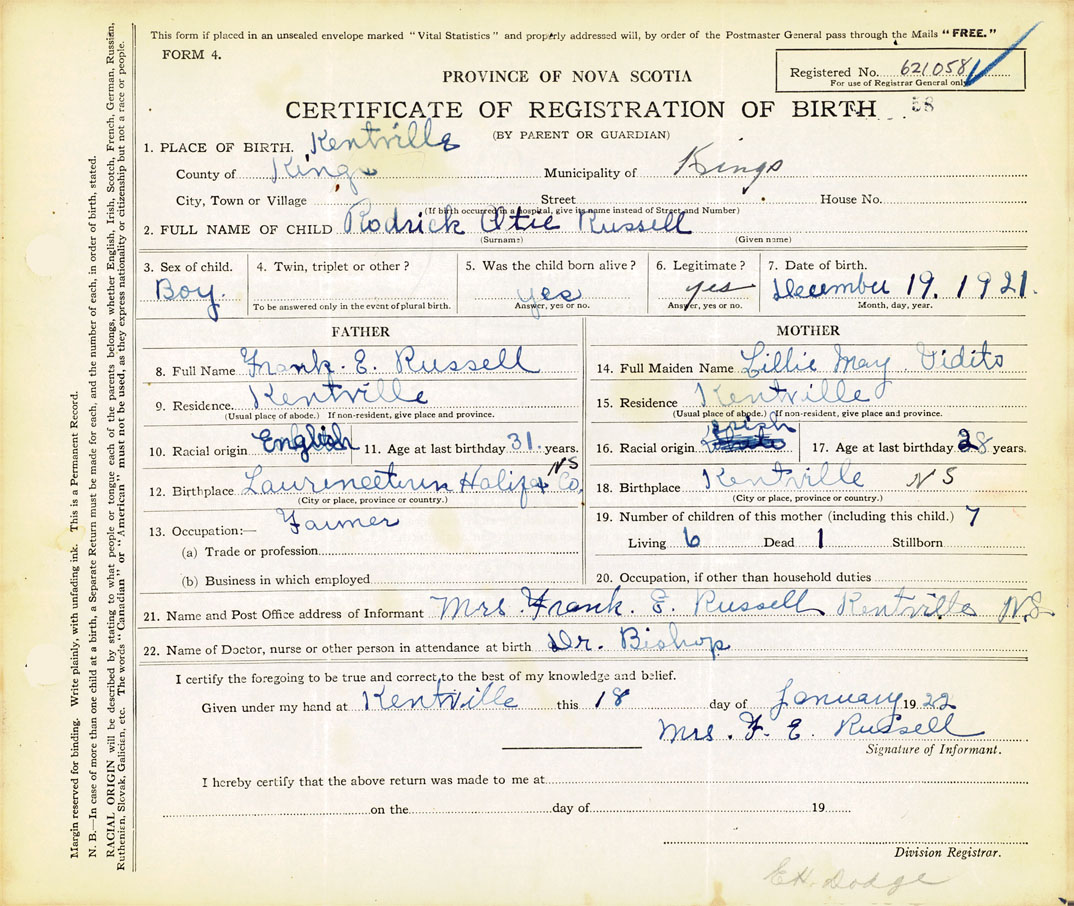 This form if placed in an unsealed envelope marked "Vital Statistics" and properly addressed will, by order of the Postmaster General pass through the Mails "FREE."
FORM 4.
Registered No. 621058
For use of Registrar General only
PROVINCE OF NOVA SCOTIA
CERTIFICATE OF REGISTRATION OF BIRTH 58
(BY PARENT OR GUARDIAN)
1. PLACE OF BIRTH. Kentville
County of Kings Municipality of Kings
City, Town or Village Street House No.
(If birth occurred in a hospital, give its name instead of Street and Number)
2. FULL NAME OF CHILD Rodrick Otie Russell
(Surname) (Given name)
3. Sex of child. 4. Twin, triplet or other? 5. Was the child born alive? 6. Legitimate? 7. Date of birth.
Boy. yes yes December 19, 1921.
To be answered only in the event of plural birth. Answer, yes or no. Answer, yes or no. Month, day, year.
FATHER
8. Full Name Frank. E. Russell
9. Residence. Kentville
(Usual place of abode.) If non-resident, give place and province.
10. Racial origin English 11. Age at last birthday 31. years.
12. Birthplace Halifax Co, NS
(City or place, province or country.)
13. Occupation:— Farmer
(a) Trade or profession
(b) Business in which employed
MOTHER
14. Full Maiden Name Lillie May Vidito
15. Residence Kentville
(Usual place of abode.) If non-resident, give place and province.
16. Racial origin Irish 17. Age at last birthday 28 years.
18. Birthplace Kentville NS
(City or place, province or country.)
19. Number of children of this mother (including this child.) 7
Living 6 Dead 1 Stillborn
20. Occupation, if other than household duties
21. Name and Post Office address of Informant Mrs. Frank. E. Russell Kentville N.S
22. Name of Doctor, nurse or other person in attendance at birth Dr. Bishop
I certify the foregoing to be true and correct to the best of my knowledge and belief.
Given under my hand at Kentville this 18 day of January 1922
Mrs. F. E. Russell
Signature of Informant.
I hereby certify that the above return was made to me at
on the day of 19
Division Registrar.
E.H. Dodge
Margin reserved for binding. Write plainly, with unfading ink. This is a Permanent Record.
N. B.—In case of more than one child at a birth, a Separate Return must be made for each, and the number of each, in order of birth, stated.
RACIAL ORIGIN will be described by stating to what people or tongue each of the parents belongs, whether English, Irish, Scotch, French, German, Russian,
Ruthenian, Slovak, Galician, etc. The words "Canadian" or "American" must not be used, as they express nationality or citizenship but not a race or people.